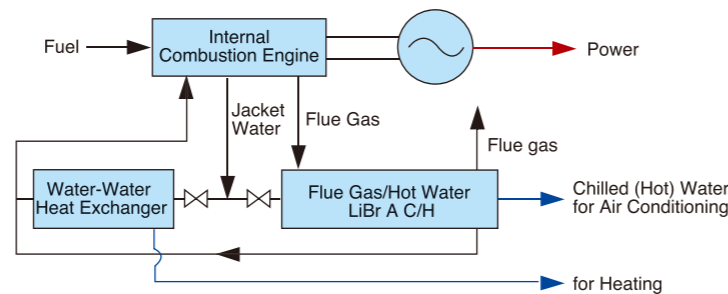 Fuel
Internal
Combustion Engine
Power
Jacket
Water
Flue Gas
Flue gas
Water-Water
Heat Exchanger
Flue Gas/Hot Water
LiBr A C/H
Chilled (Hot) Water
for Air Conditioning
for Heating